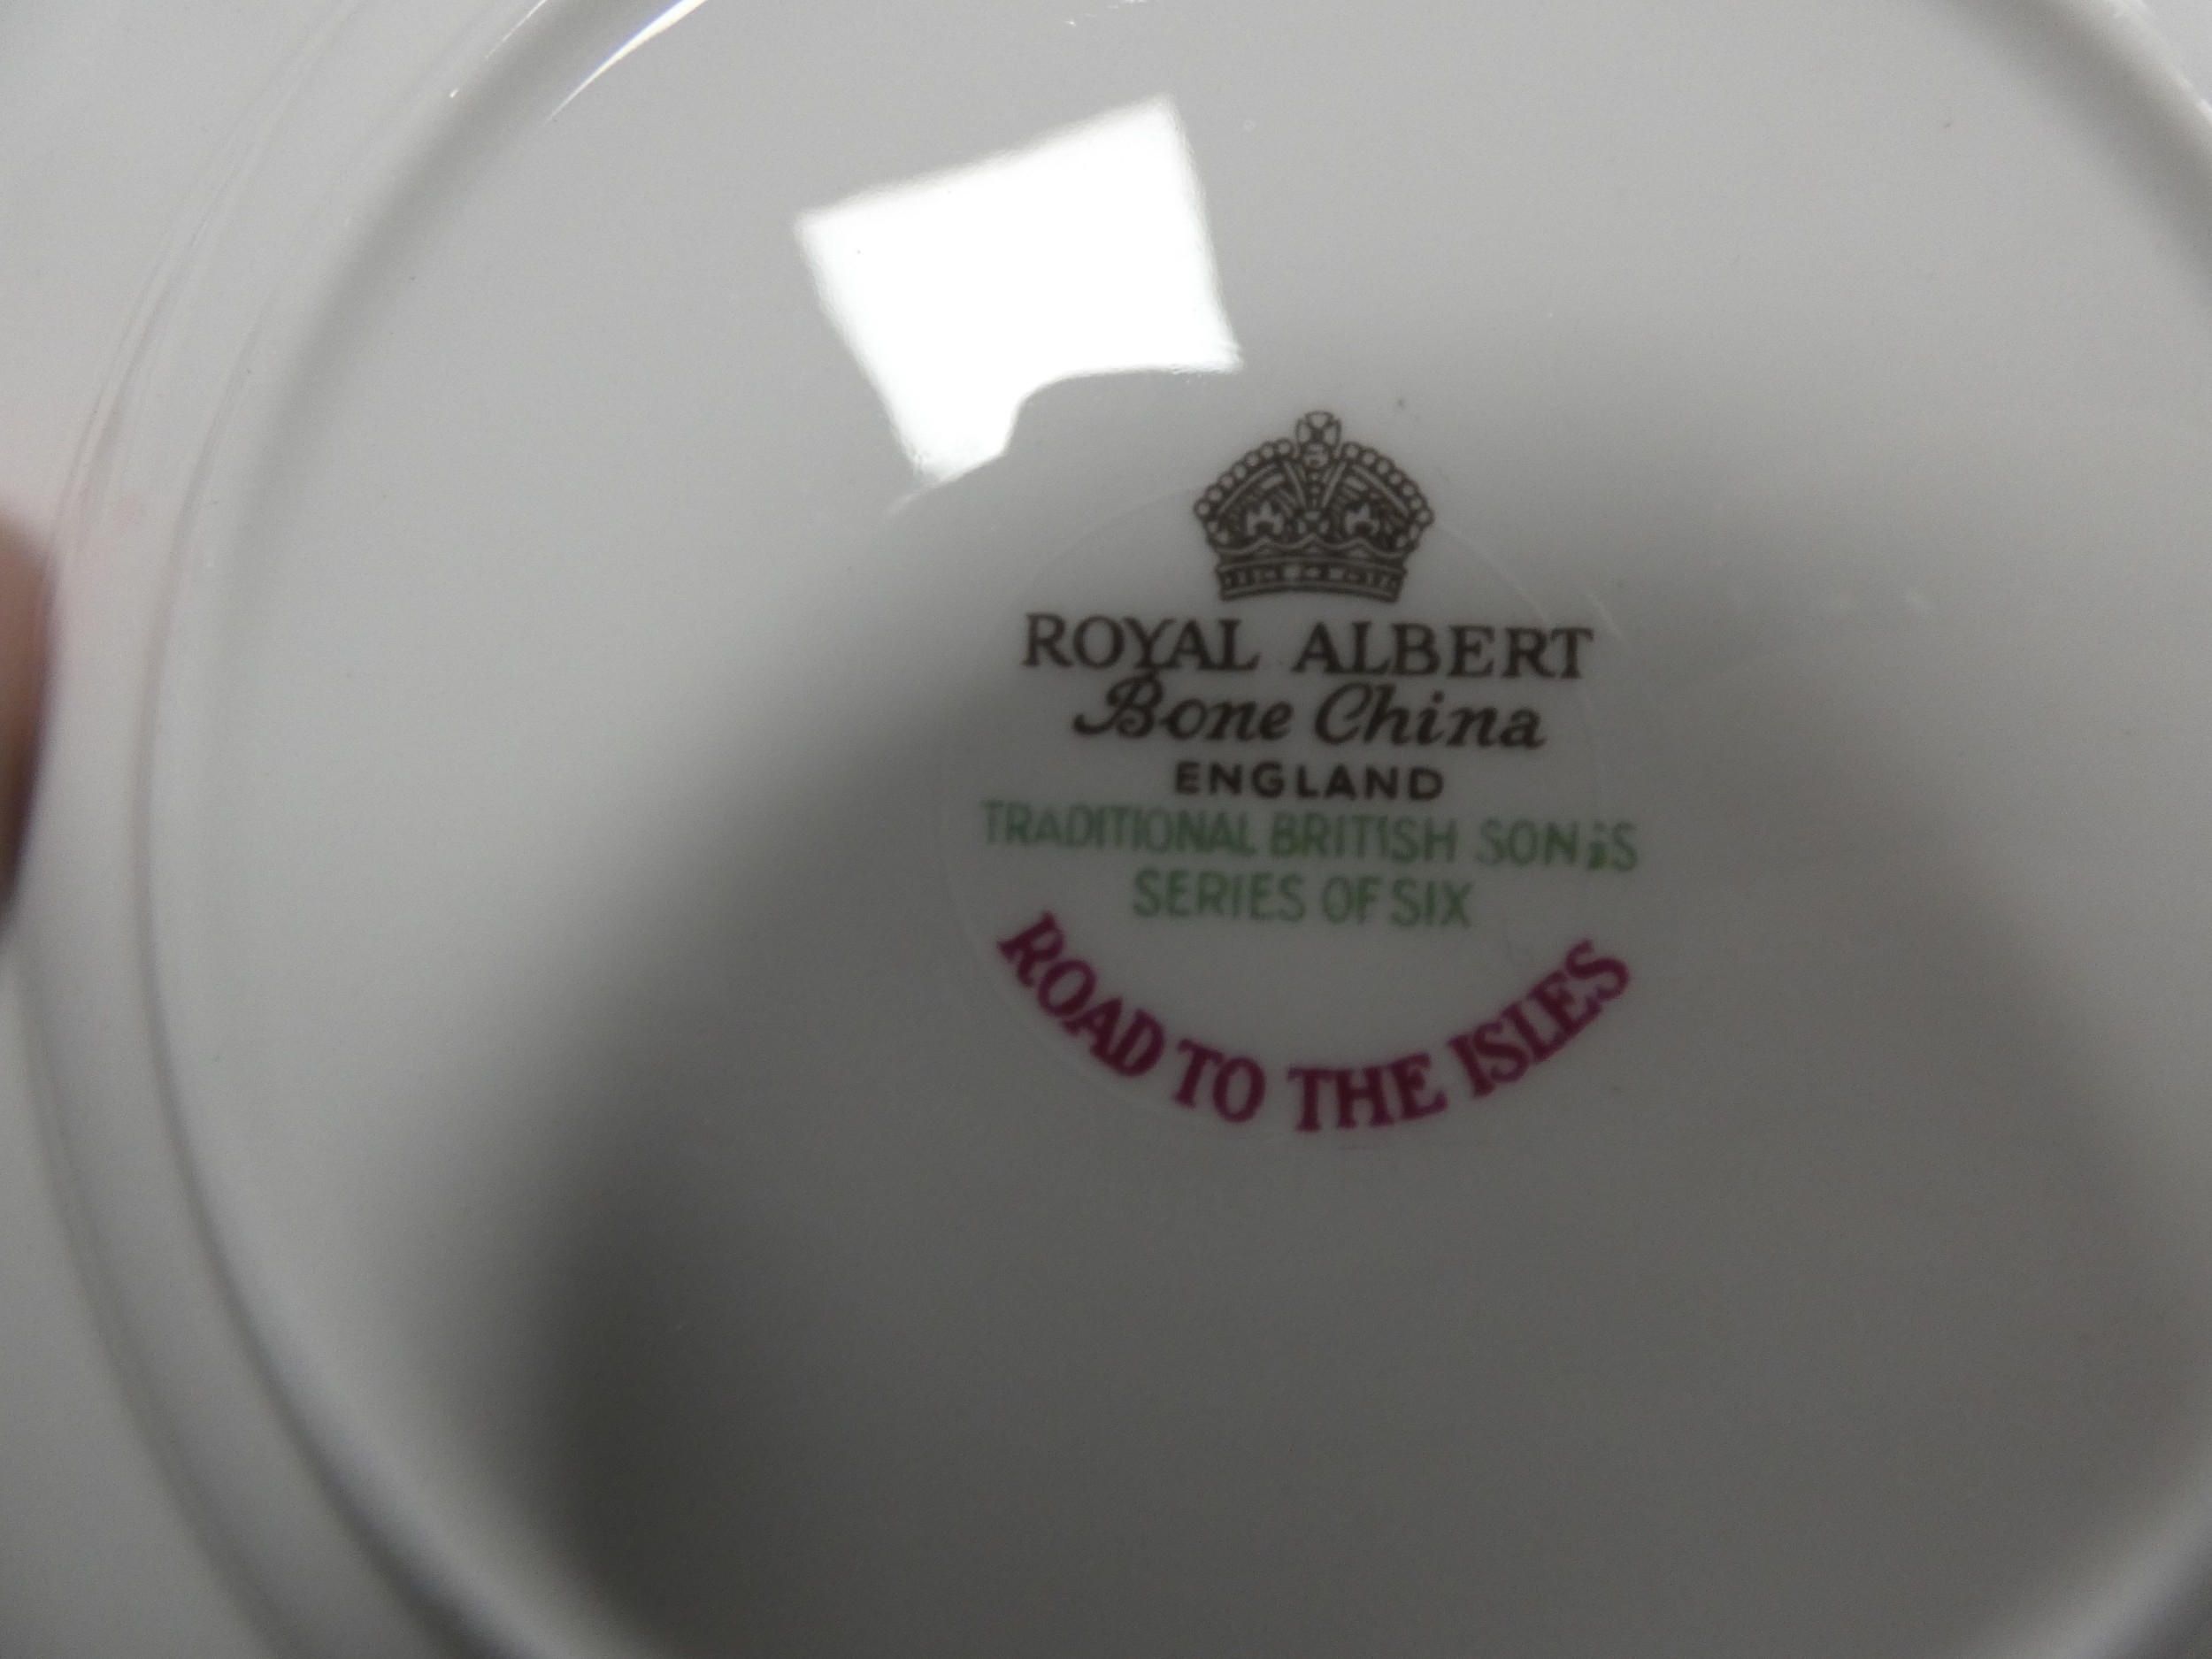 ROYAL ALBERT
Bone China
ENGLAND
TRADITIONAL BRITISH SONGS
SERIES OF SIX
ROAD TO THE ISLES